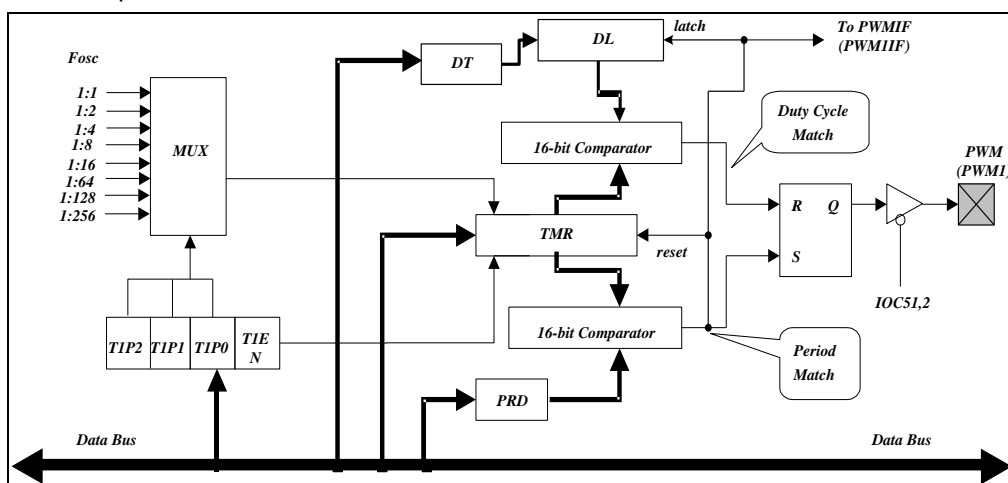 latch
To PWMIF
(PWM1IF)
DL
DT
Fosc
1:1
1:2
1:4
1:8
1:16
1:64
1:128
1:256
MUX
Duty Cycle
Match
16-bit Comparator
PWM
(PWM1)
R Q
S
TMR
reset
IOC51,2
T1P2 T1P1 T1P0 T1E
N
16-bit Comparator
Period
Match
PRD
Data Bus
Data Bus